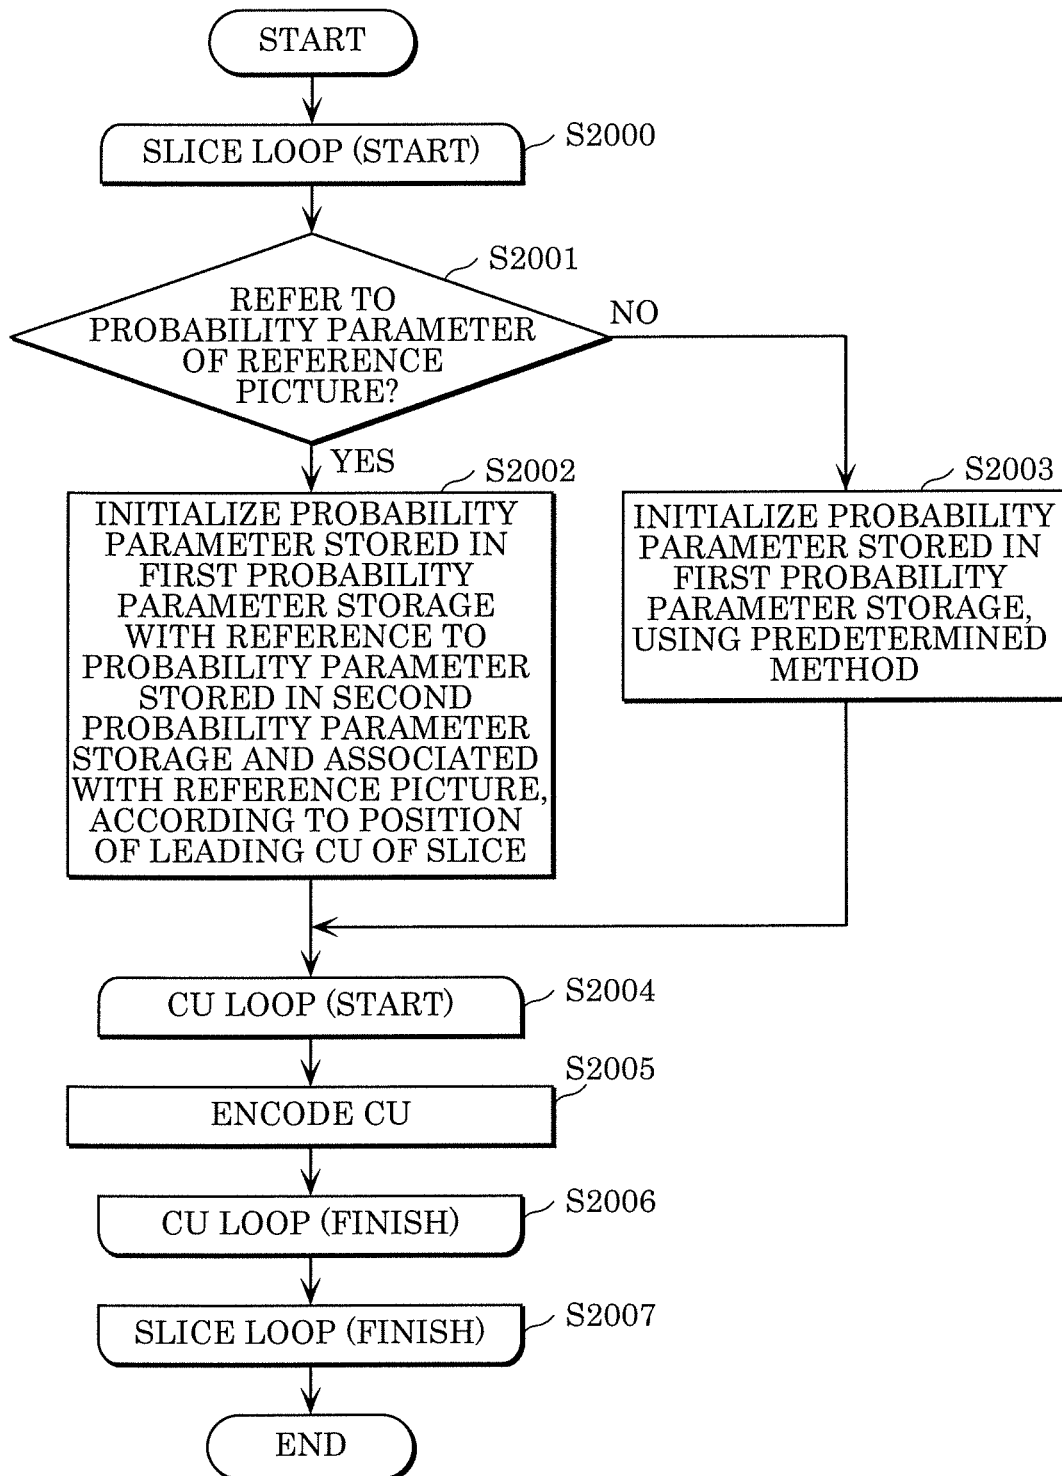 START
SLICE LOOP (START)
S2000
S2001
REFER TO
PROBABILITY PARAMETER
OF REFERENCE
PICTURE?
NO
YES
S2002
INITIALIZE PROBABILITY
PARAMETER STORED IN
FIRST PROBABILITY
PARAMETER STORAGE
WITH REFERENCE TO
PROBABILITY PARAMETER
STORED IN SECOND
PROBABILITY PARAMETER
STORAGE AND ASSOCIATED
WITH REFERENCE PICTURE,
ACCORDING TO POSITION
OF LEADING CU OF SLICE
S2003
INITIALIZE PROBABILITY
PARAMETER STORED IN
FIRST PROBABILITY
PARAMETER STORAGE,
USING PREDETERMINED
METHOD
CU LOOP (START)
S2004
S2005
ENCODE CU
CU LOOP (FINISH)
S2006
SLICE LOOP (FINISH)
S2007
END